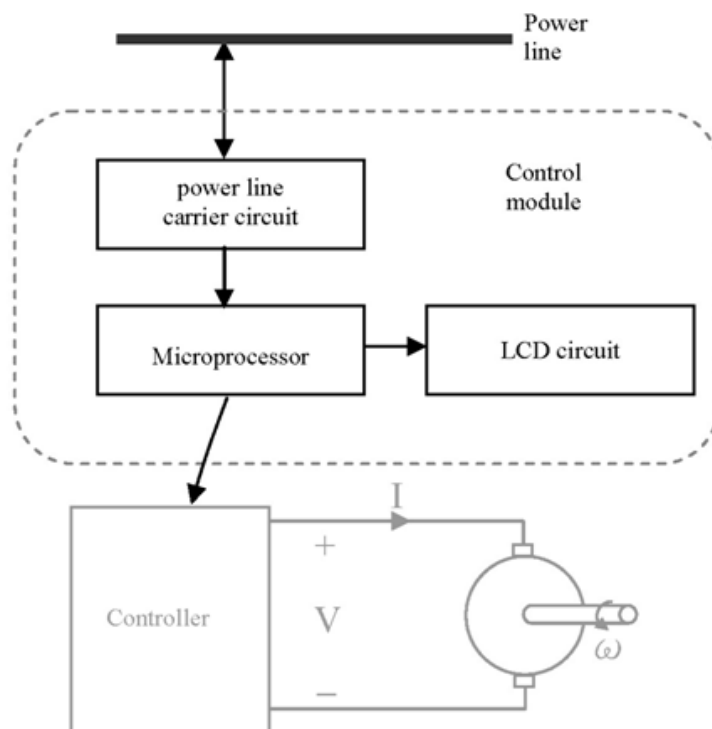 Power
line
power line
carrier circuit
Control
module
Microprocessor
LCD circuit
I
+
Controller
V
ω
−